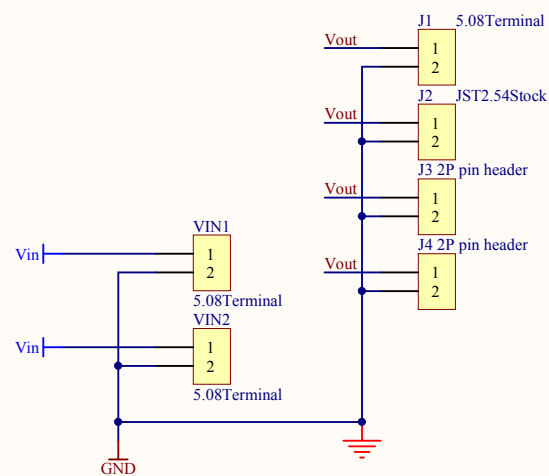 J1 5.08Terminal
Vout
1
2
J2 JST2.54Stock
Vout
1
2
J3 2P pin header
Vout
1
2
J4 2P pin header
Vout
1
2
VIN1
Vin
1
2
5.08Terminal
VIN2
Vin
1
2
5.08Terminal
GND